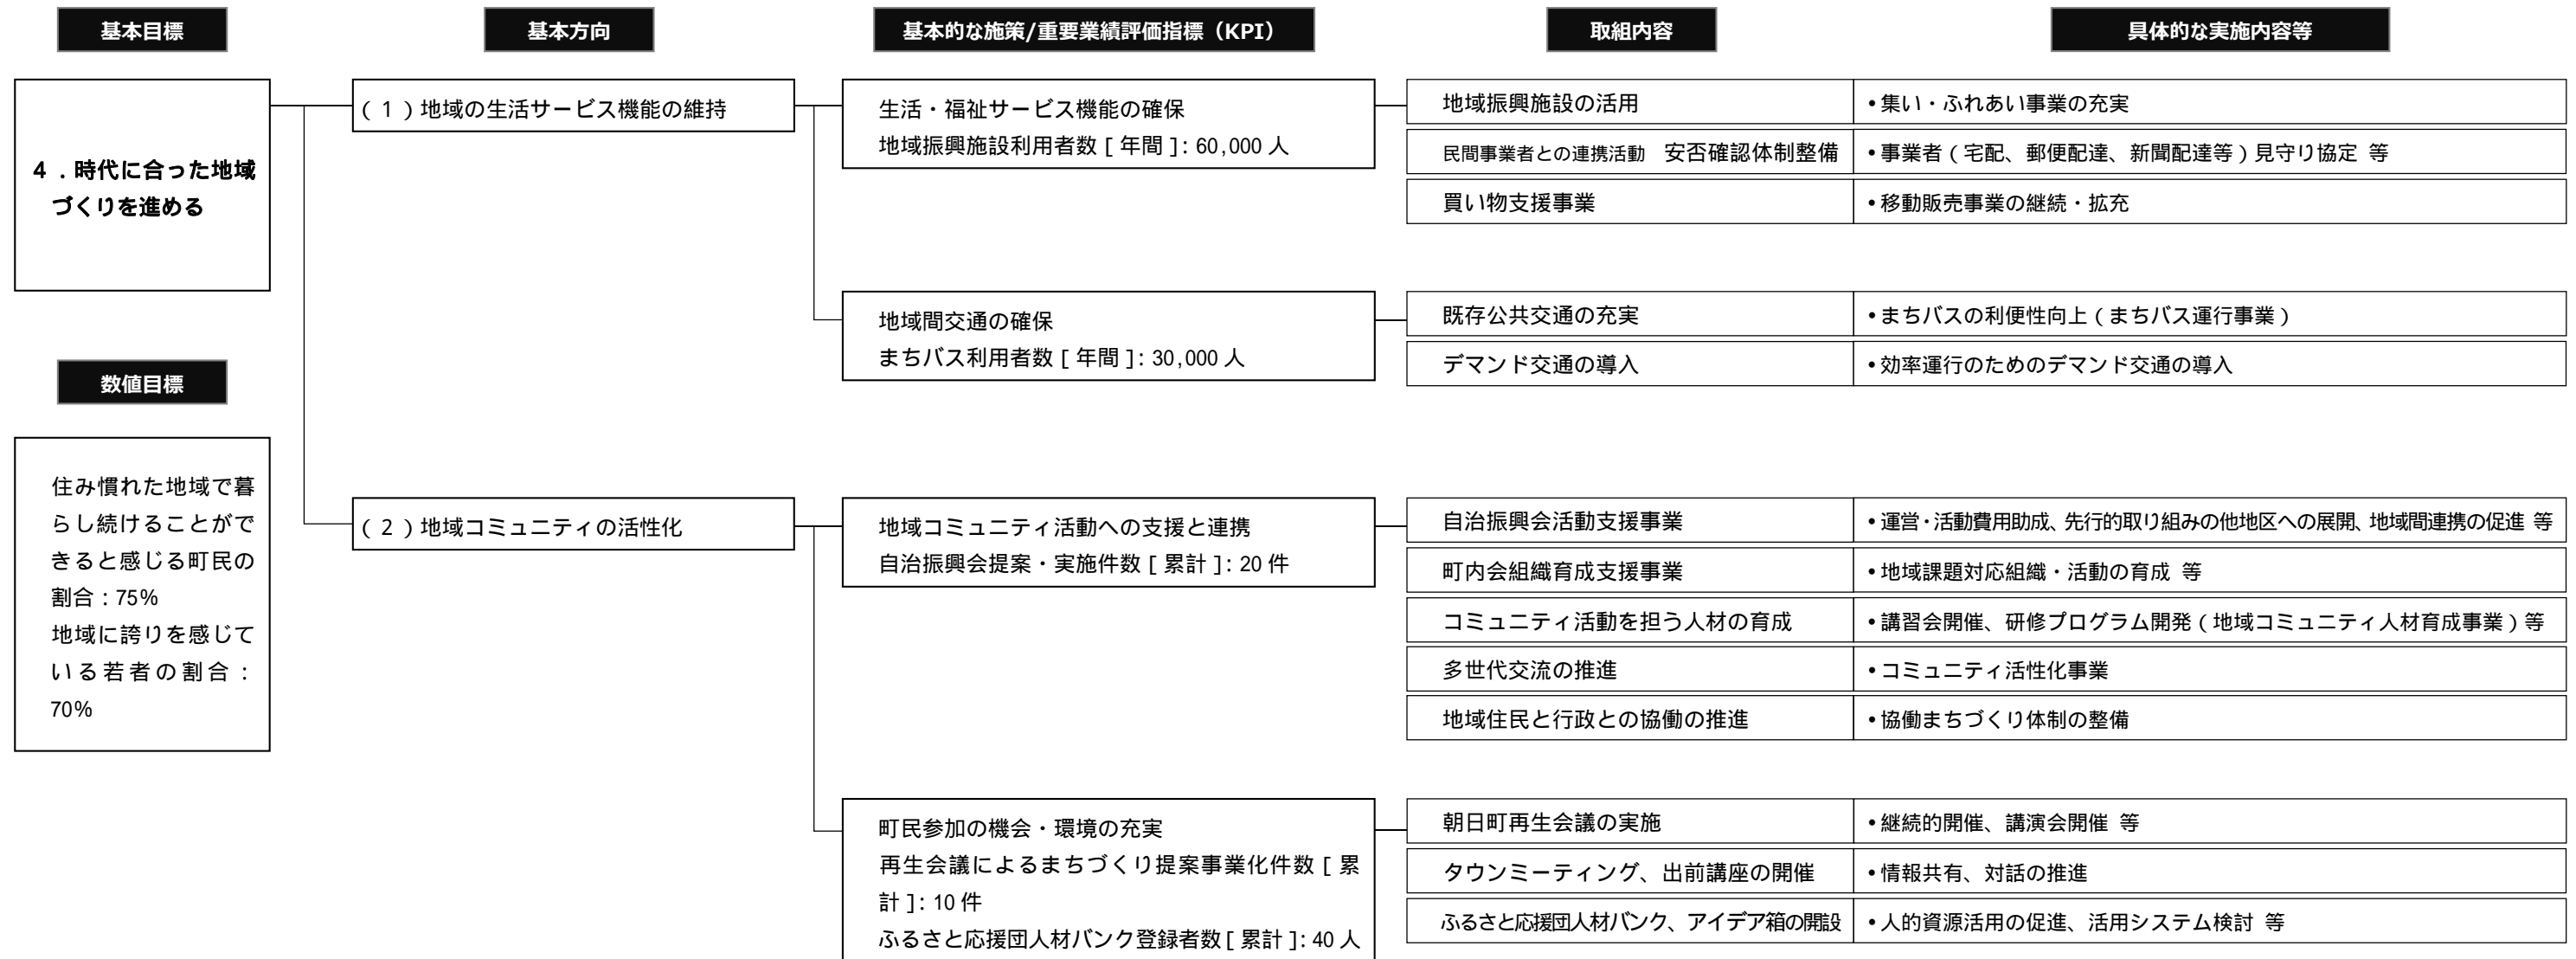 基本目標
基本方向
基本的な施策/重要業績評価指標（KPI）
取組内容
具体的な実施内容等
４．時代に合った地域
づくりを進める
数値目標
住み慣れた地域で暮
らし続けることがで
きると感じる町民の
割合：75%
地域に誇りを感じて
いる若者の割合：
70%
（１）地域の生活サービス機能の維持
生活・福祉サービス機能の確保
地域振興施設利用者数[年間]：60,000人
地域振興施設の活用
•集い・ふれあい事業の充実
民間事業者との連携活動　安否確認体制整備
•事業者（宅配、郵便配達、新聞配達等）見守り協定 等
買い物支援事業
•移動販売事業の継続・拡充
地域間交通の確保
まちバス利用者数[年間]：30,000人
既存公共交通の充実
•まちバスの利便性向上（まちバス運行事業）
デマンド交通の導入
•効率運行のためのデマンド交通の導入
（２）地域コミュニティの活性化
地域コミュニティ活動への支援と連携
自治振興会提案・実施件数[累計]：20件
自治振興会活動支援事業
•運営・活動費用助成、先行的取り組みの他地区への展開、地域間連携の促進 等
町内会組織育成支援事業
•地域課題対応組織・活動の育成 等
コミュニティ活動を担う人材の育成
•講習会開催、研修プログラム開発（地域コミュニティ人材育成事業）等
多世代交流の推進
•コミュニティ活性化事業
地域住民と行政との協働の推進
•協働まちづくり体制の整備
町民参加の機会・環境の充実
再生会議によるまちづくり提案事業化件数[累
計]：10件
ふるさと応援団人材バンク登録者数[累計]：40人
朝日町再生会議の実施
•継続的開催、講演会開催 等
タウンミーティング、出前講座の開催
•情報共有、対話の推進
ふるさと応援団人材バンク、アイデア箱の開設
•人的資源活用の促進、活用システム検討 等